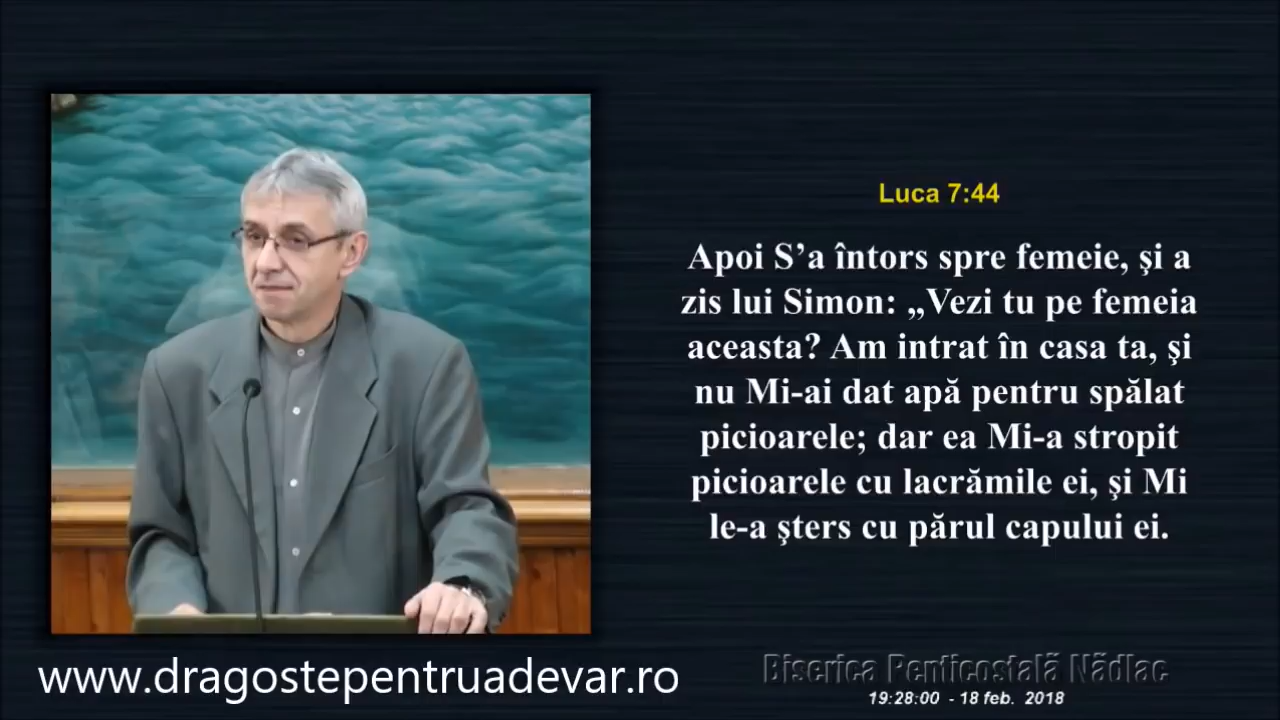 Luca 7:44
Apoi S’a întors spre femeie, şi a
zis lui Simon: „Vezi tu pe femeia
aceasta? Am intrat în casa ta, şi
nu Mi-ai dat apă pentru spălat
picioarele; dar ea Mi-a stropit
picioarele cu lacrămile ei, şi Mi
le-a şters cu părul capului ei.
www.dragostepentruadevar.ro
Biserica Penticostală Nădlac
19:28:00 - 18 feb. 2018